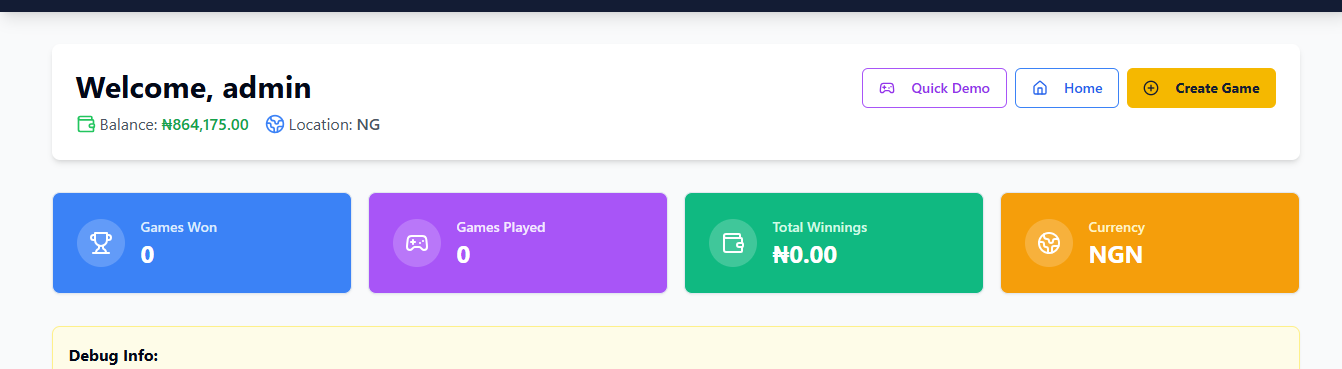 Welcome, admin
Balance: ₦864,175.00 Location: NG
Quick Demo
Home
Create Game
Games Won
0
Games Played
0
Total Winnings
₦0.00
Currency
NGN
Debug Info: